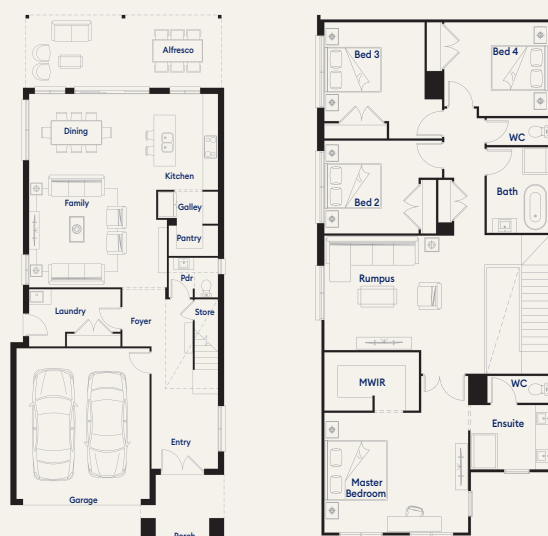 Alfresco
Dining
Kitchen
Family
Galley
Pantry
Pdr
Laundry
Foyer
Store
Entry
Garage
Porch
Bed 3
Bed 4
WC
Bath
Bed 2
Rumpus
MWIR
WC
Ensuite
Master
Bedroom